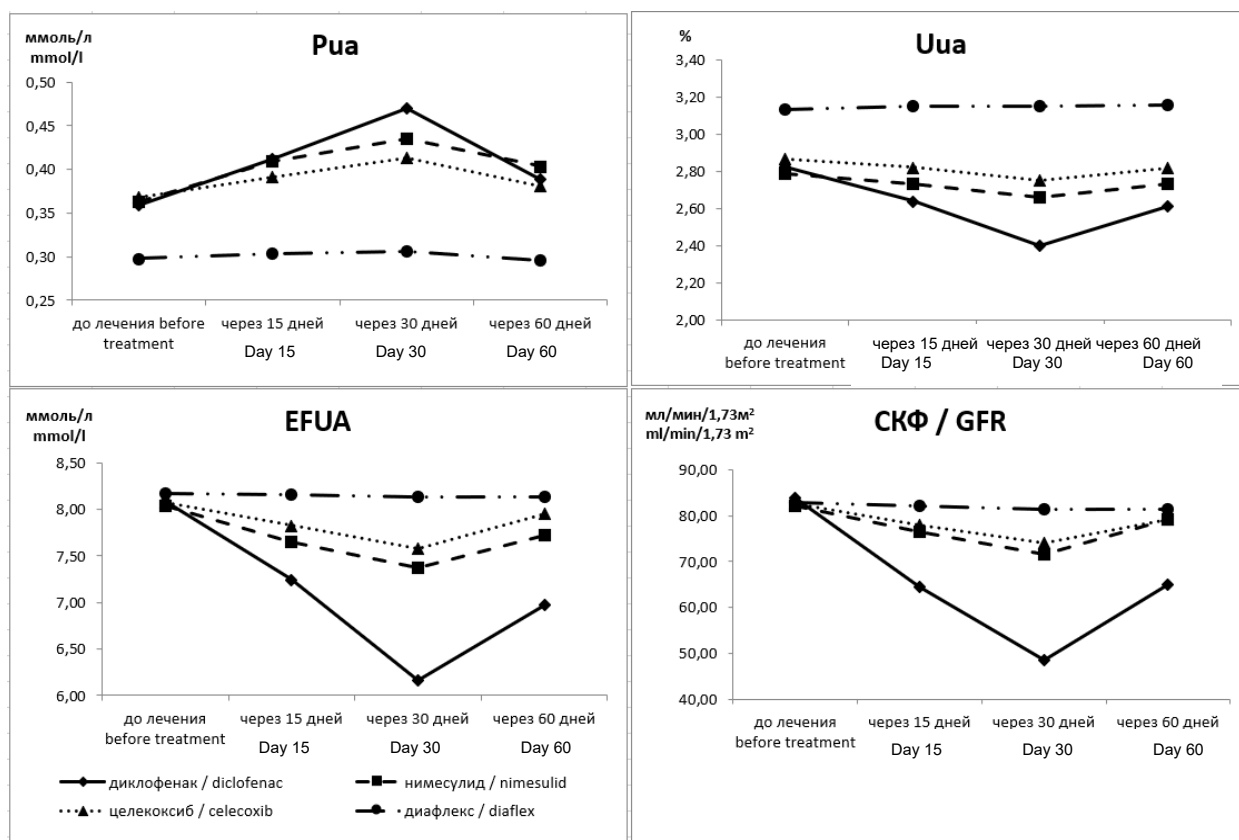 ммоль/л
mmol/l
Pua
0,50
0,45
0,40
0,35
0,30
0,25
до лечения before
treatment
через 15 дней
Day 15
через 30 дней
Day 30
через 60 дней
Day 60
%
Uua
3,40
3,20
3,00
2,80
2,60
2,40
2,20
2,00
до лечения
before treatment
через 15 дней
Day 15
через 30 дней
Day 30
через 60 дней
Day 60
ммоль/л
mmol/l
EFUA
8,50
8,00
7,50
7,00
6,50
6,00
до лечения
before treatment
через 15 дней
Day 15
через 30 дней
Day 30
через 60 дней
Day 60
диклофенак / diclofenac
нимесулид / nimesulid
целекоксиб / celecoxib
диафлекс / diaflex
мл/мин/1,73м²
ml/min/1,73 m²
СКФ / GFR
90,00
80,00
70,00
60,00
50,00
40,00
до лечения
before treatment
через 15 дней
Day 15
через 30 дней
Day 30
через 60 дней
Day 60